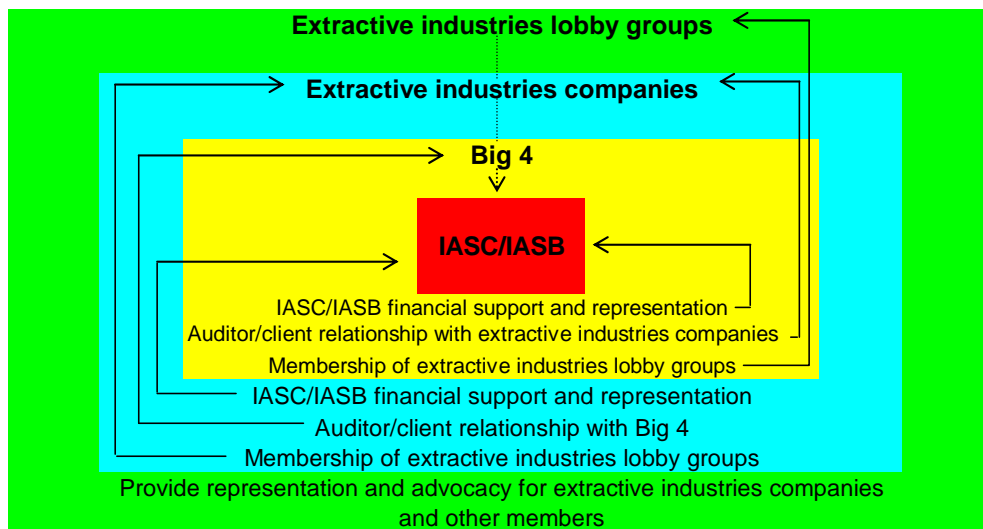 Extractive industries lobby groups
Extractive industries companies
Big 4
IASC/IASB
IASC/IASB financial support and representation
Auditor/client relationship with extractive industries companies
Membership of extractive industries lobby groups
IASC/IASB financial support and representation
Auditor/client relationship with Big 4
Membership of extractive industries lobby groups
Provide representation and advocacy for extractive industries companies
and other members